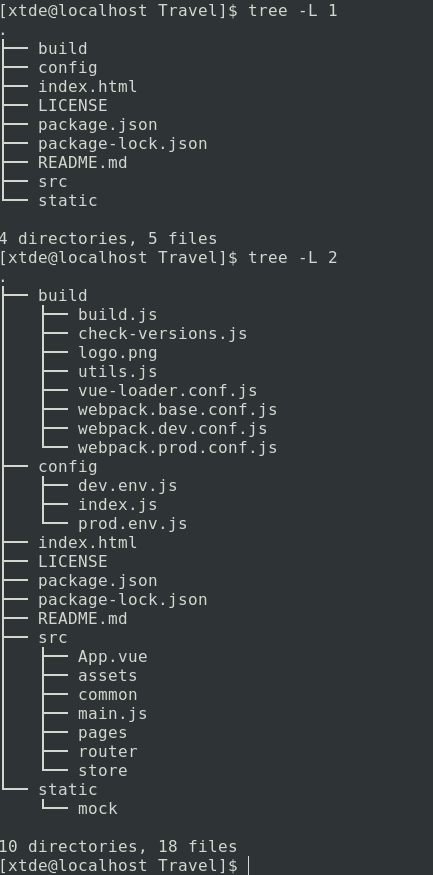 [xtde@localhost Travel]$ tree -L 1
.
├── build
├── config
├── index.html
├── LICENSE
├── package.json
├── package-lock.json
├── README.md
├── src
└── static

4 directories, 5 files
[xtde@localhost Travel]$ tree -L 2
.
├── build
│   ├── build.js
│   ├── check-versions.js
│   ├── logo.png
│   ├── utils.js
│   ├── vue-loader.conf.js
│   ├── webpack.base.conf.js
│   ├── webpack.dev.conf.js
│   └── webpack.prod.conf.js
├── config
│   ├── dev.env.js
│   ├── index.js
│   └── prod.env.js
├── index.html
├── LICENSE
├── package.json
├── package-lock.json
├── README.md
├── src
│   ├── App.vue
│   ├── assets
│   ├── common
│   ├── main.js
│   ├── pages
│   ├── router
│   └── store
└── static
    └── mock

10 directories, 18 files
[xtde@localhost Travel]$